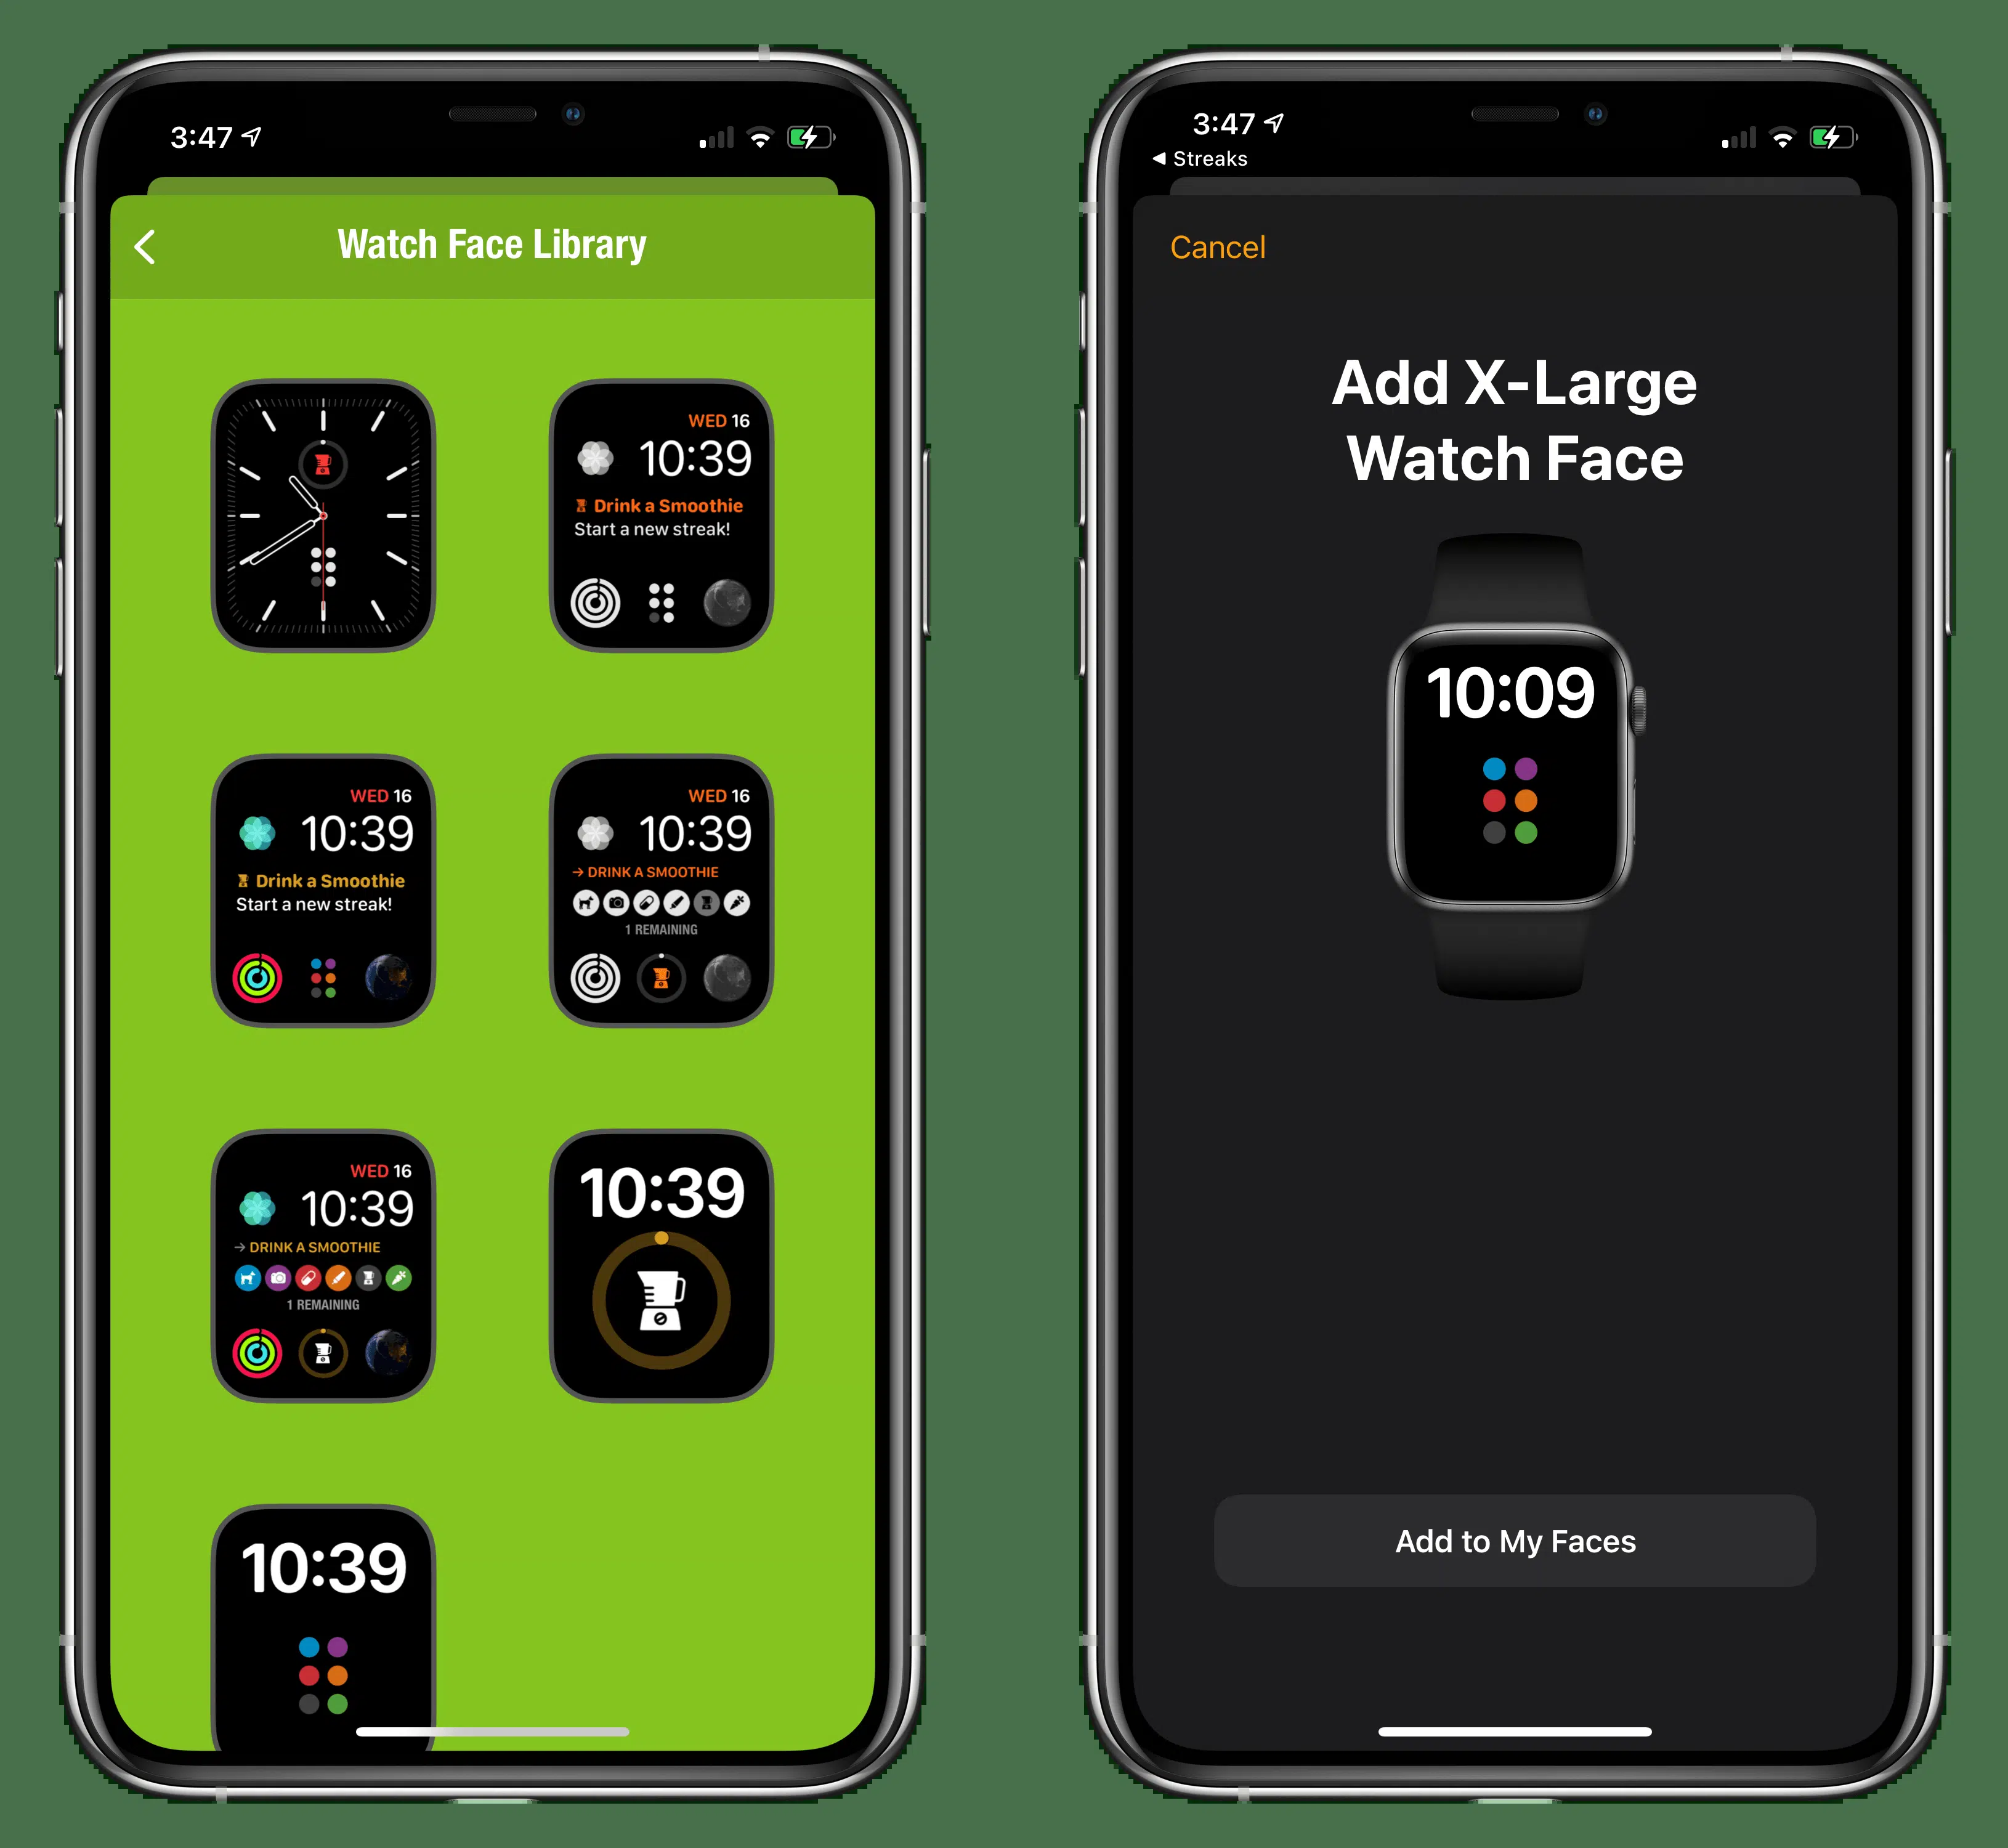 3:47
Watch Face Library
WED 16
10:39
Drink a Smoothie
Start a new streak!
WED 16
10:39
Drink a Smoothie
Start a new streak!
WED 16
10:39
→ DRINK A SMOOTHIE
1 REMAINING
WED 16
10:39
→ DRINK A SMOOTHIE
1 REMAINING
10:39
10:39
3:47
◀ Streaks
Cancel
Add X-Large
Watch Face
10:09
Add to My Faces